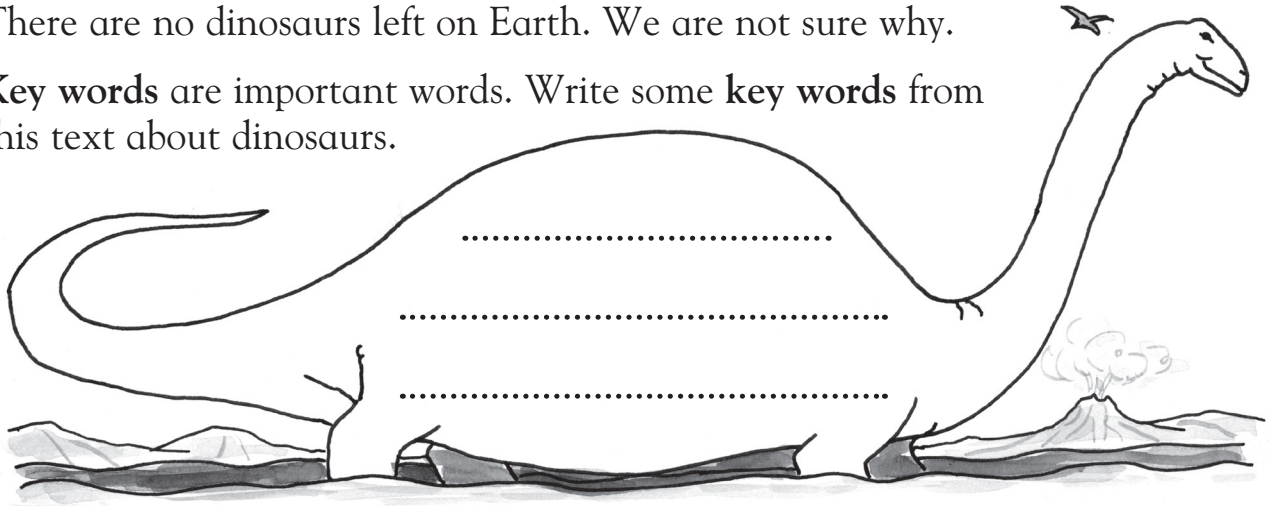 There are no dinosaurs left on Earth. We are not sure why.
Key words are important words. Write some key words from
this text about dinosaurs.